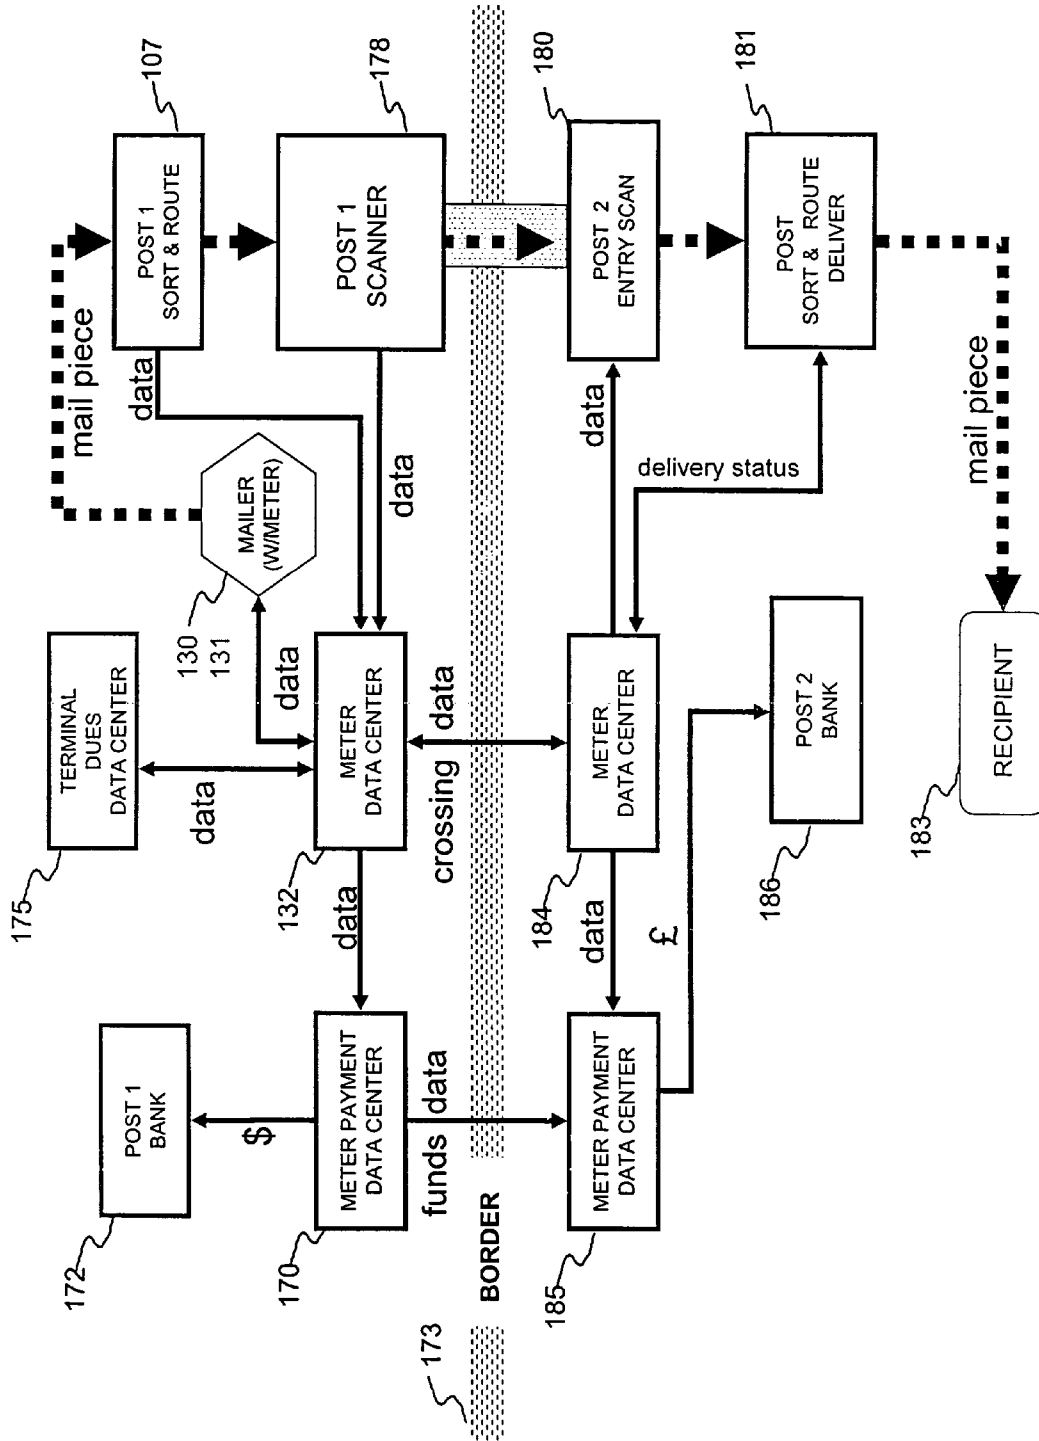 172
POST 1
BANK
$
170
METER PAYMENT
DATA CENTER
funds data
175
TERMINAL
DUES
DATA CENTER
data
132
METER
DATA CENTER
data
130
131
MAILER
(W/METER)
data
mail piece
107
POST 1
SORT & ROUTE
data
178
POST 1
SCANNER
data
173
BORDER
crossing data
185
METER PAYMENT
DATA CENTER
£
184
METER
DATA CENTER
data
data
180
POST 2
ENTRY SCAN
181
POST
SORT & ROUTE
DELIVER
delivery status
186
POST 2
BANK
183
RECIPIENT
mail piece